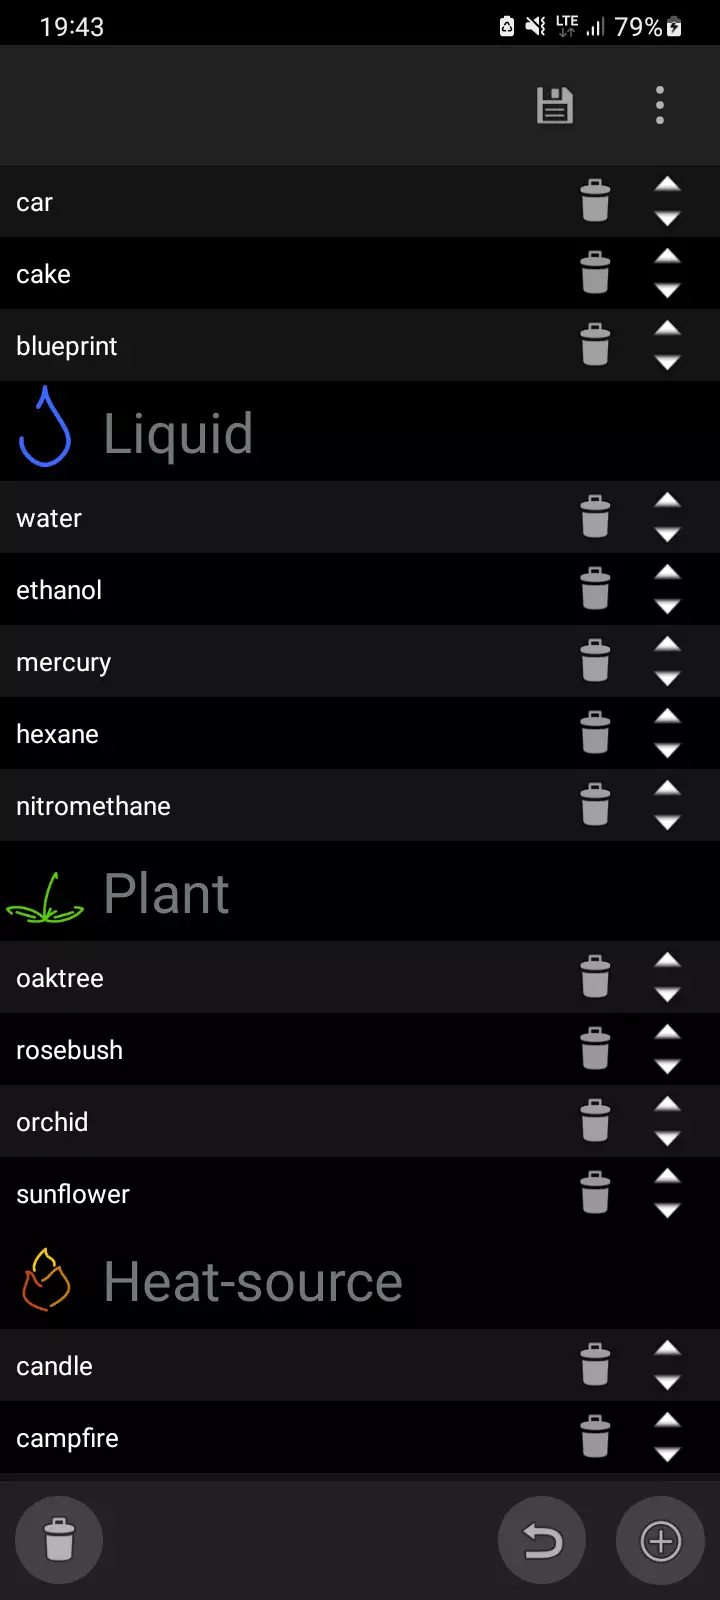 19:43
LTE
79%
car
cake
blueprint
Liquid
water
ethanol
mercury
hexane
nitromethane
Plant
oaktree
rosebush
orchid
sunflower
Heat-source
candle
campfire